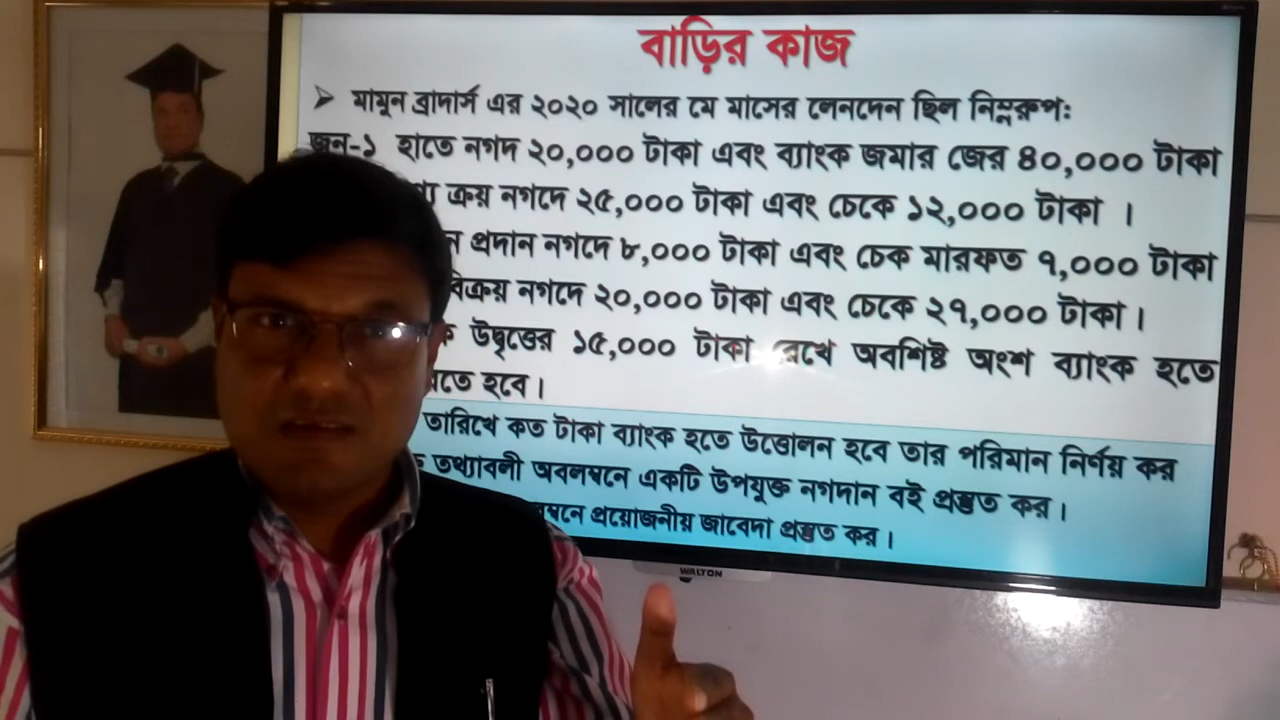 বাড়ির কাজ
➢ মামুন ব্রাদার্স এর ২০২০ সালের মে মাসের লেনদেন ছিল নিম্নরুপ:
জুন-১ হাতে নগদ ২০,০০০ টাকা এবং ব্যাংক জমার জের ৪০,০০০ টাকা
ক্রয় নগদে ২৫,০০০ টাকা এবং চেকে ১২,০০০ টাকা ।
প্রদান নগদে ৮,০০০ টাকা এবং চেক মারফত ৭,০০০ টাকা
বিক্রয় নগদে ২০,০০০ টাকা এবং চেকে ২৭,০০০ টাকা।
উদ্বৃত্তের ১৫,০০০ টাকা রেখে অবশিষ্ট অংশ ব্যাংক হতে
হবে।
তারিখে কত টাকা ব্যাংক হতে উত্তোলন হবে তার পরিমান নির্ণয় কর
তথ্যাবলী অবলম্বনে একটি উপযুক্ত নগদান বই প্রস্তুত কর।
প্রয়োজনীয় জাবেদা প্রস্তুত কর।
WALTON